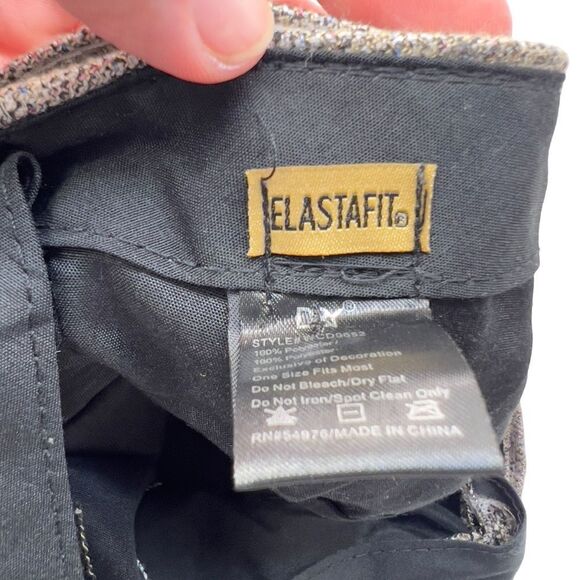 ELASTAFIT®
STYLE# WCD9652
100% Polyester
100% Polyester
Exclusive of Decoration
One Size Fits Most
Do Not Bleach/Dry Flat
Do Not Iron/Spot Clean Only
RN#54976/MADE IN CHINA